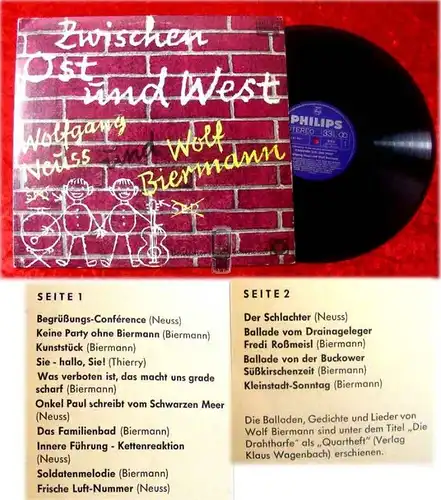 Zwischen
Ost
und West
Wolfgang
Neuss und Wolf
Biermann
PHILIPS
STEREO 33
SEITE 1
Begrüßungs-Conférence (Neuss)
Keine Party ohne Biermann (Biermann)
Kunststück (Biermann)
Sie - hallo, Sie! (Thierry)
Was verboten ist, das macht uns grade
scharf (Biermann)
Onkel Paul schreibt vom Schwarzen Meer
(Neuss)
Das Familienbad (Biermann)
Innere Führung - Kettenreaktion
(Neuss)
Soldatenmelodie (Biermann)
Frische Luft-Nummer (Neuss)
SEITE 2
Der Schlachter (Neuss)
Ballade vom Drainageleger
Fredi Roßmeisl (Biermann)
Ballade von der Buckower
Süßkirschenzeit (Biermann)
Kleinstadt-Sonntag (Biermann)
Die Balladen, Gedichte und Lieder von
Wolf Biermann sind unter dem Titel „Die
Drahtharfe" als „Quartheft" (Verlag
Klaus Wagenbach) erschienen.